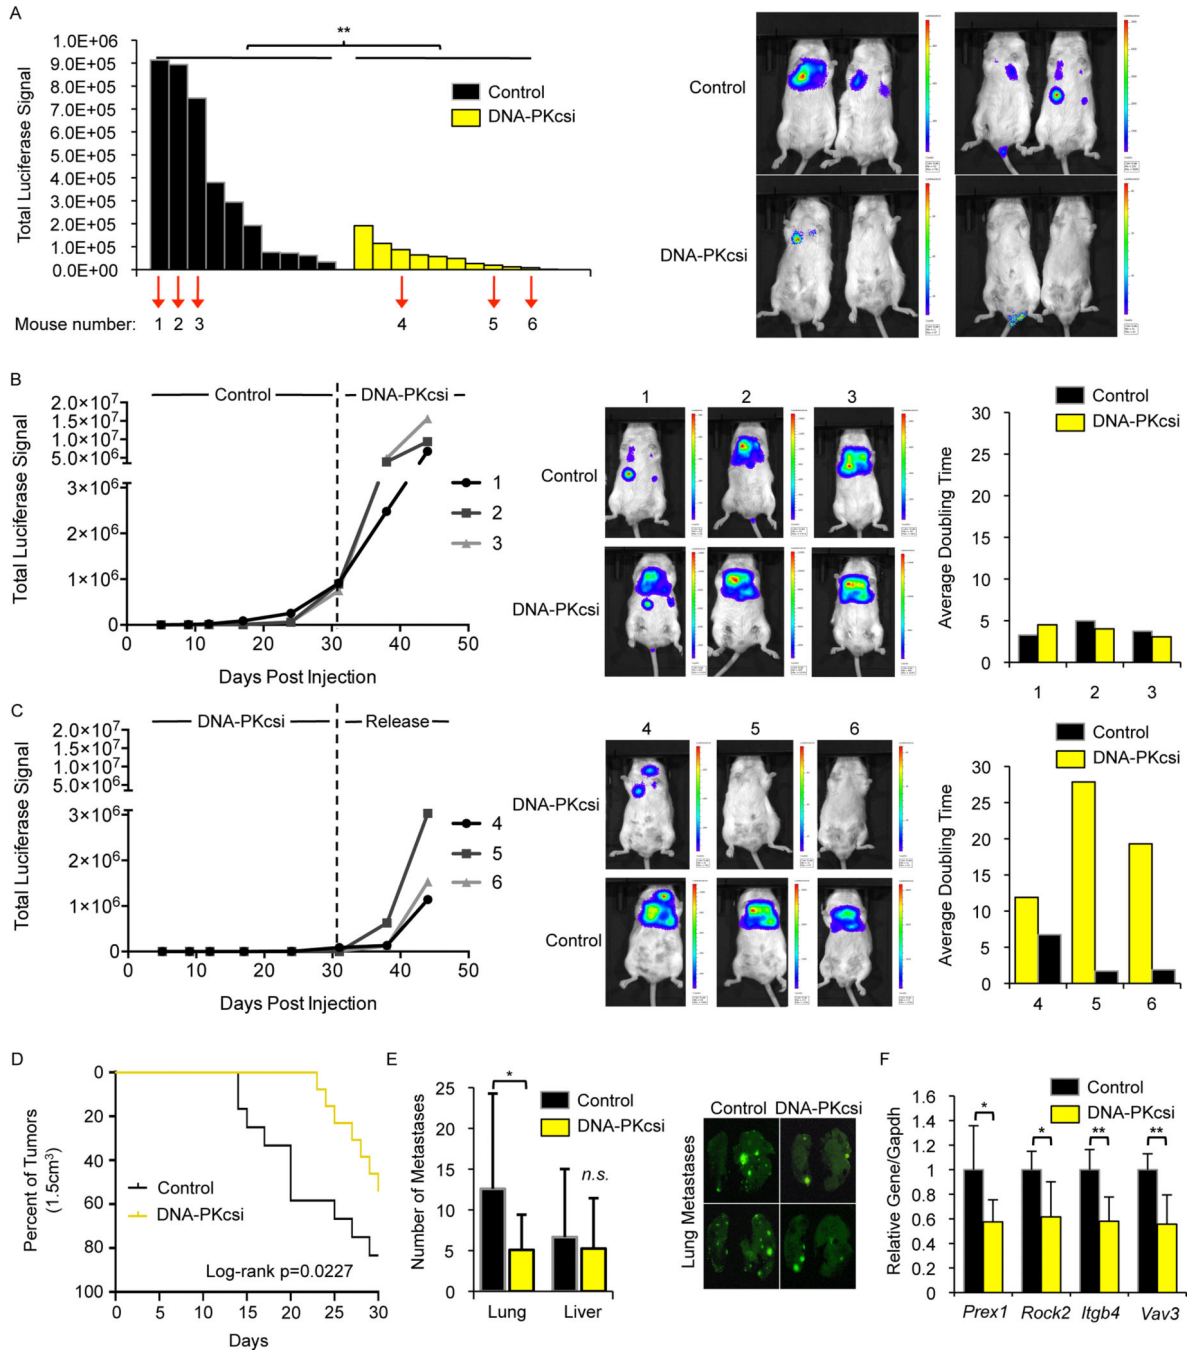 A
**
1.0E+06
9.0E+05
8.0E+05
7.0E+05
6.0E+05
5.0E+05
4.0E+05
3.0E+05
2.0E+05
1.0E+05
0.0E+00
Total Luciferase Signal
Control
DNA-PKcsi
Mouse number: 1 2 3 4 5 6
Control
DNA-PKcsi
B
Control DNA-PKcsi
2.0×10⁷
1.5×10⁷
1.0×10⁷
5.0×10⁶
3×10⁶
2×10⁶
1×10⁶
0
Total Luciferase Signal
1
2
3
0 10 20 30 40 50
Days Post Injection
1 2 3
Control
DNA-PKcsi
Control
DNA-PKcsi
30
25
20
15
10
5
0
Average Doubling Time
1 2 3
C
DNA-PKcsi Release
2.0×10⁷
1.5×10⁷
1.0×10⁷
5.0×10⁶
3×10⁶
2×10⁶
1×10⁶
0
Total Luciferase Signal
4
5
6
0 10 20 30 40 50
Days Post Injection
4 5 6
DNA-PKcsi
Control
Control
DNA-PKcsi
30
25
20
15
10
5
0
Average Doubling Time
4 5 6
D
0
20
40
60
80
100
Percent of Tumors
(1.5cm³)
Control
DNA-PKcsi
Log-rank p=0.0227
0 5 10 15 20 25 30
Days
E
*
25
20
15
10
5
0
Number of Metastases
Control
DNA-PKcsi
n.s.
Lung Liver
Control DNA-PKcsi
Lung Metastases
F
1.6
1.4
1.2
1
0.8
0.6
0.4
0.2
0
Relative Gene/Gapdh
Control
DNA-PKcsi
* * ** **
Prex1 Rock2 Itgb4 Vav3